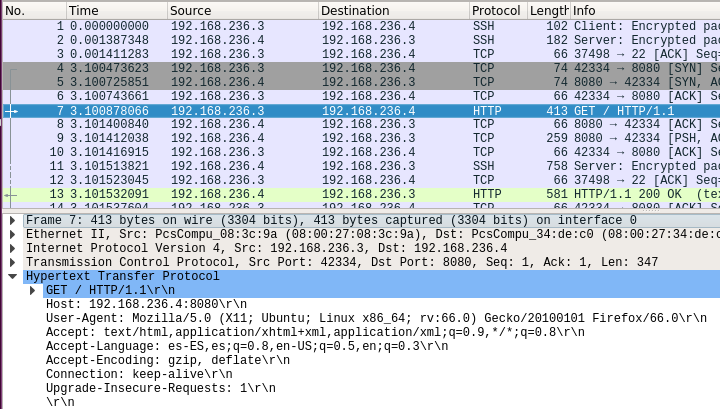 No. Time Source Destination Protocol Length Info
1 0.000000000 192.168.236.3 192.168.236.4 SSH 102 Client: Encrypted pac
2 0.001387348 192.168.236.4 192.168.236.3 SSH 182 Server: Encrypted pac
3 0.001411283 192.168.236.3 192.168.236.4 TCP 66 37498 → 22 [ACK] Seq=
4 3.100473623 192.168.236.3 192.168.236.4 TCP 74 42334 → 8080 [SYN] Se
5 3.100725851 192.168.236.4 192.168.236.3 TCP 74 8080 → 42334 [SYN, AC
6 3.100743661 192.168.236.3 192.168.236.4 TCP 66 42334 → 8080 [ACK] Se
7 3.100878066 192.168.236.3 192.168.236.4 HTTP 413 GET / HTTP/1.1
8 3.101400840 192.168.236.4 192.168.236.3 TCP 66 8080 → 42334 [ACK] Se
9 3.101412038 192.168.236.4 192.168.236.3 TCP 259 8080 → 42334 [PSH, AC
10 3.101416915 192.168.236.3 192.168.236.4 TCP 66 42334 → 8080 [ACK] Se
11 3.101513821 192.168.236.4 192.168.236.3 SSH 758 Server: Encrypted pac
12 3.101523045 192.168.236.3 192.168.236.4 TCP 66 37498 → 22 [ACK] Seq=
13 3.101532091 192.168.236.4 192.168.236.3 HTTP 581 HTTP/1.1 200 OK (tex
14 3.101537604 192.168.236.3 192.168.236.4 TCP 66 42334 → 8080 [ACK] Se
Frame 7: 413 bytes on wire (3304 bits), 413 bytes captured (3304 bits) on interface 0
Ethernet II, Src: PcsCompu_08:3c:9a (08:00:27:08:3c:9a), Dst: PcsCompu_34:de:c0 (08:00:27:34:de:c
Internet Protocol Version 4, Src: 192.168.236.3, Dst: 192.168.236.4
Transmission Control Protocol, Src Port: 42334, Dst Port: 8080, Seq: 1, Ack: 1, Len: 347
Hypertext Transfer Protocol
GET / HTTP/1.1\r\n
Host: 192.168.236.4:8080\r\n
User-Agent: Mozilla/5.0 (X11; Ubuntu; Linux x86_64; rv:66.0) Gecko/20100101 Firefox/66.0\r\n
Accept: text/html,application/xhtml+xml,application/xml;q=0.9,*/*;q=0.8\r\n
Accept-Language: es-ES,es;q=0.8,en-US;q=0.5,en;q=0.3\r\n
Accept-Encoding: gzip, deflate\r\n
Connection: keep-alive\r\n
Upgrade-Insecure-Requests: 1\r\n
\r\n